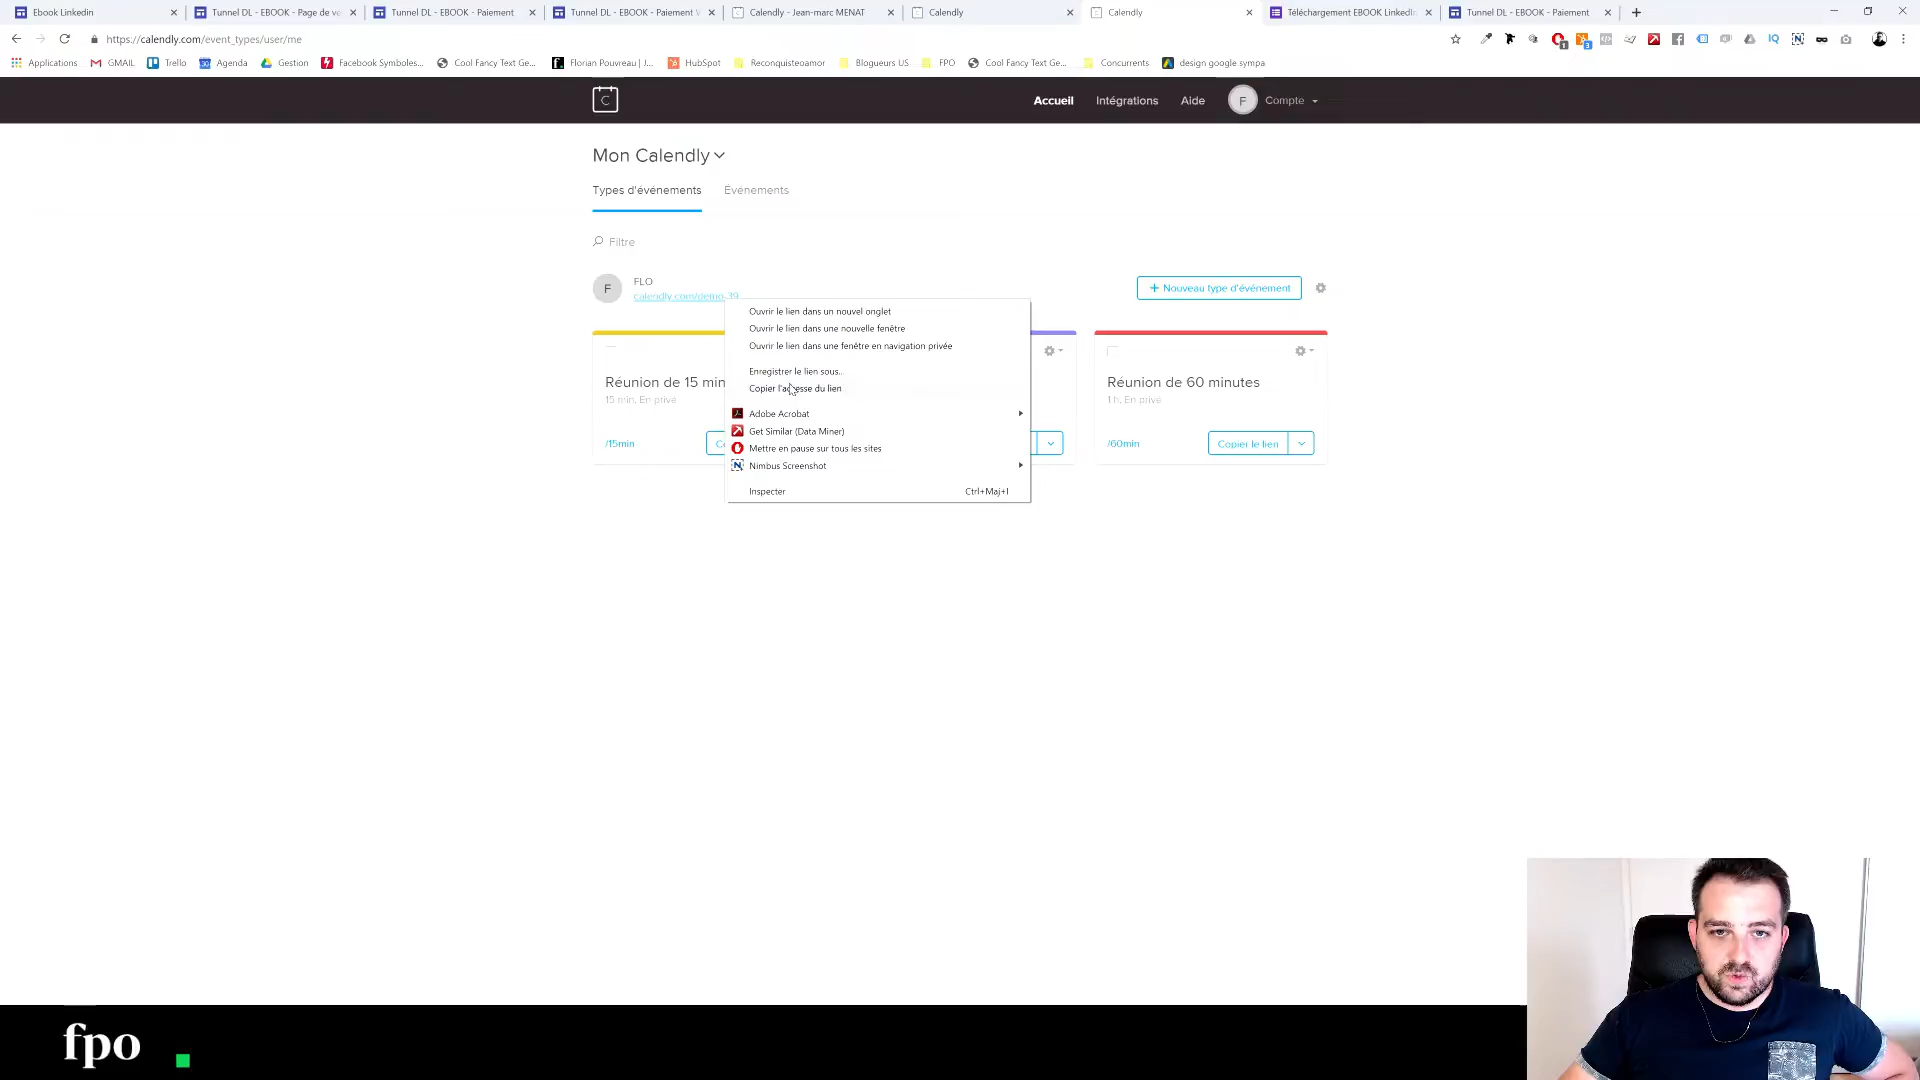 Ebook Linkedin
Tunnel DL - EBOOK - Page de ve
Tunnel DL - EBOOK - Paiement
Tunnel DL - EBOOK - Paiement V
Calendly - Jean-marc MENAT
Calendly
Calendly
Téléchargement EBOOK LinkedIn
Tunnel DL - EBOOK - Paiement
https://calendly.com/event_types/user/me
Applications
GMAIL
Trello
Agenda
Gestion
Facebook Symboles...
Cool Fancy Text Ge...
Florian Pouvreau | J...
HubSpot
Reconquisteoamor
Blogueurs US
FPO
Cool Fancy Text Ge...
Concurrents
design google sympa
Accueil
Intégrations
Aide
F
Compte
Mon Calendly
Types d'événements
Événements
Filtre
F
FLO
calendly.com/demo-39
+ Nouveau type d'événement
Ouvrir le lien dans un nouvel onglet
Ouvrir le lien dans une nouvelle fenêtre
Ouvrir le lien dans une fenêtre en navigation privée
Enregistrer le lien sous...
Copier l'adresse du lien
Adobe Acrobat
Get Similar (Data Miner)
Mettre en pause sur tous les sites
Nimbus Screenshot
Inspecter Ctrl+Maj+I
Réunion de 15 min
15 min, En privé
/15min
Réunion de 60 minutes
1 h, En privé
/60min
Copier le lien
fpo